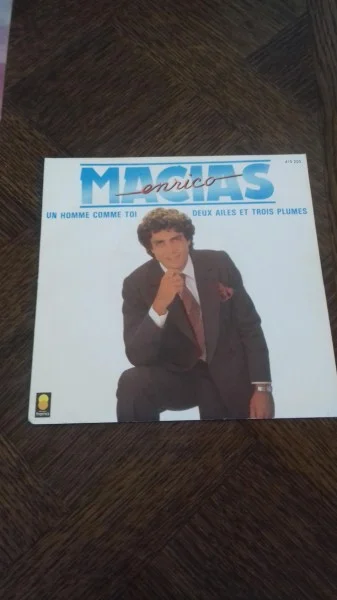 MACIAS
enrico
UN HOMME COMME TOI
DEUX AILES ET TROIS PLUMES